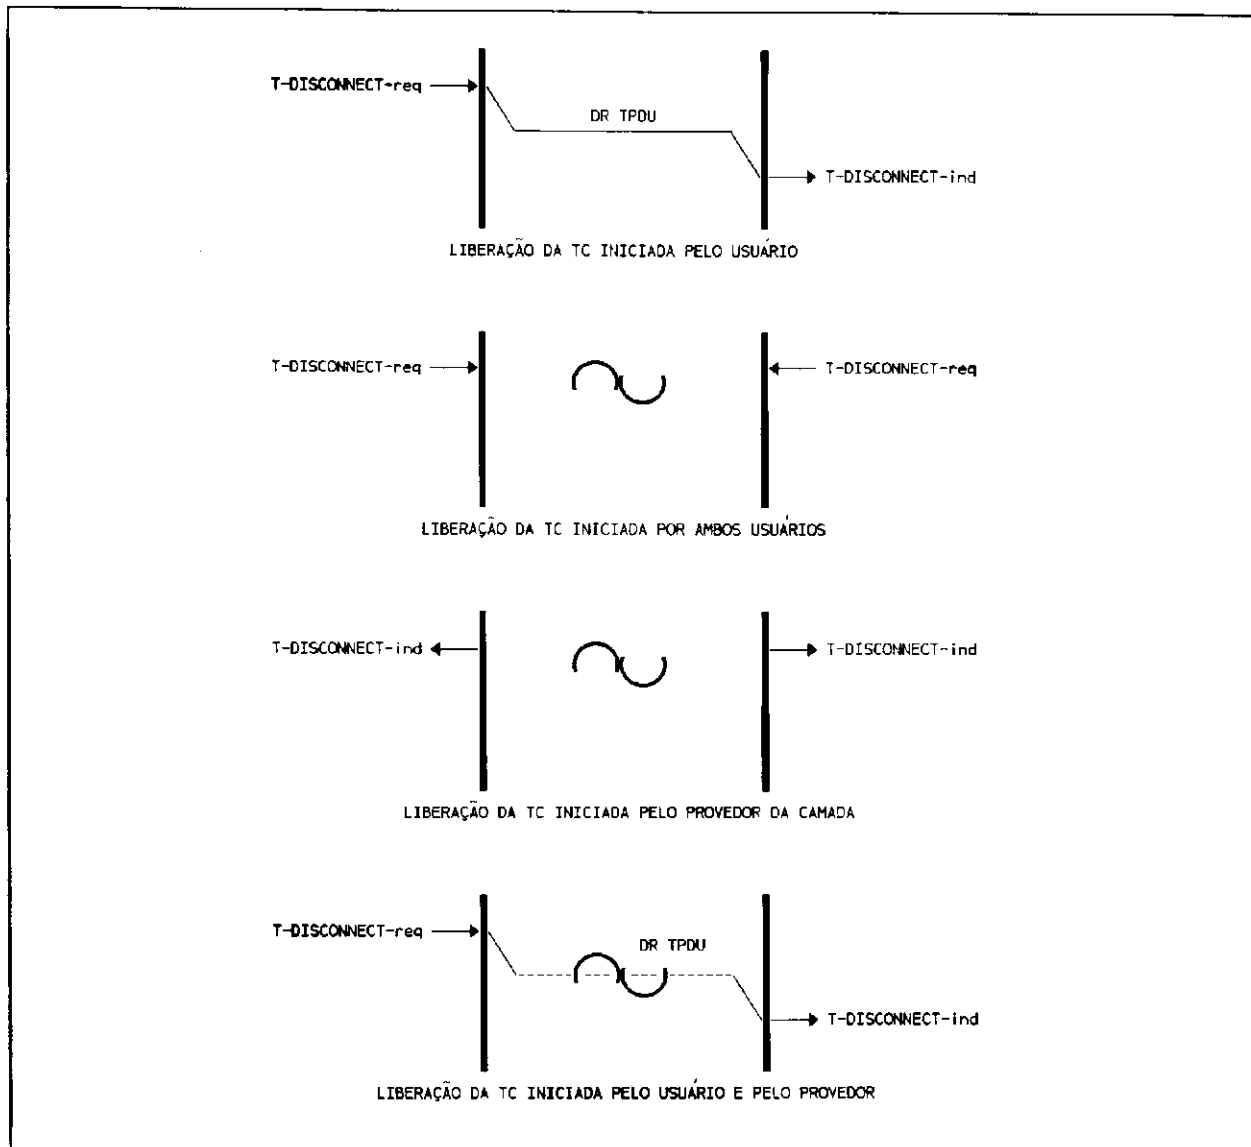 T-DISCONNECT-req
DR TPDU
T-DISCONNECT-ind
LIBERAÇÃO DA TC INICIADA PELO USUÁRIO
T-DISCONNECT-req T-DISCONNECT-req
LIBERAÇÃO DA TC INICIADA POR AMBOS USUÁRIOS
T-DISCONNECT-ind T-DISCONNECT-ind
LIBERAÇÃO DA TC INICIADA PELO PROVEDOR DA CAMADA
T-DISCONNECT-req
DR TPDU
T-DISCONNECT-ind
LIBERAÇÃO DA TC INICIADA PELO USUÁRIO E PELO PROVEDOR